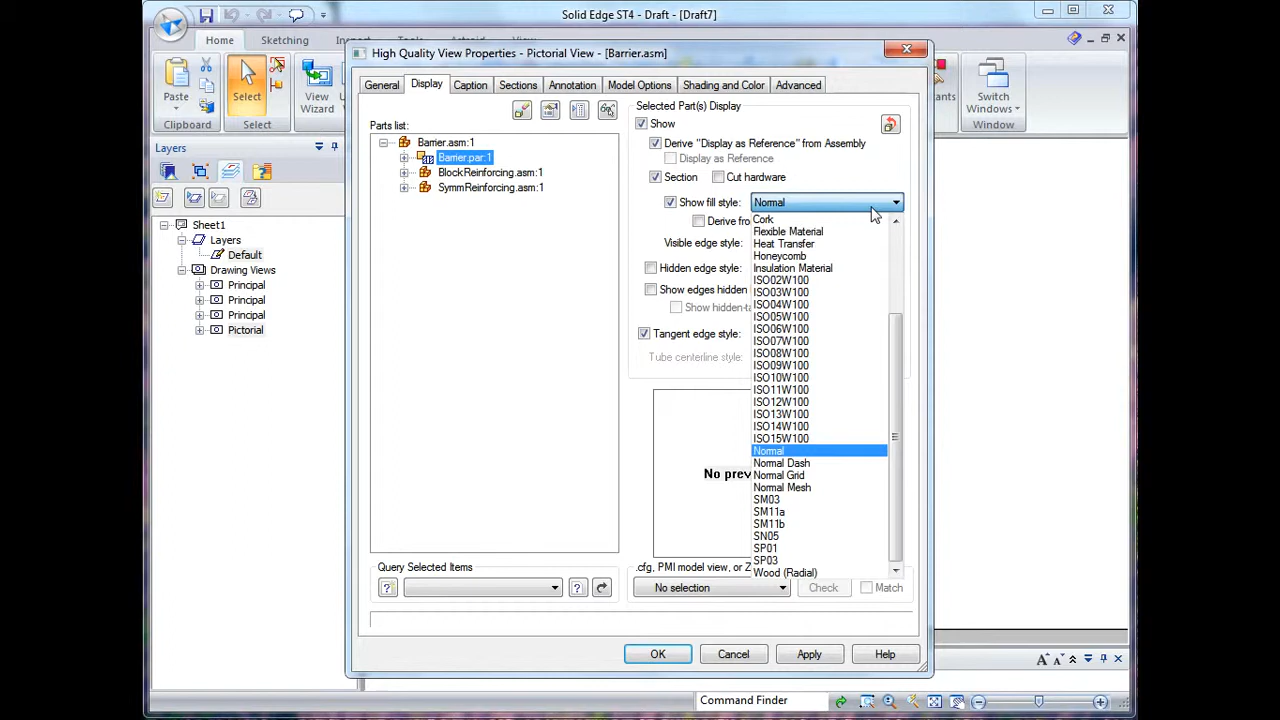 Solid Edge ST4 - Draft - [Draft7]
Home
Sketching
Paste
Clipboard
Select
Select
View
Wizard
Switch
Windows
Window
Layers
Sheet1
Layers
Default
Drawing Views
Principal
Principal
Principal
Pictorial
High Quality View Properties - Pictorial View - [Barrier.asm]
General
Display
Caption
Sections
Annotation
Model Options
Shading and Color
Advanced
Parts list:
Barrier.asm:1
Barrier.par:1
BlockReinforcing.asm:1
SymmReinforcing.asm:1
Selected Part(s) Display
Show
Derive "Display as Reference" from Assembly
Display as Reference
Section
Cut hardware
Show fill style:
Normal
Visible edge style:
Hidden edge style:
Show edges hidden
Tangent edge style:
Tube centerline style:
Cork
Flexible Material
Heat Transfer
Honeycomb
Insulation Material
ISO02W100
ISO03W100
ISO04W100
ISO05W100
ISO06W100
ISO07W100
ISO08W100
ISO09W100
ISO10W100
ISO11W100
ISO12W100
ISO13W100
ISO14W100
ISO15W100
Normal
Normal Dash
Normal Grid
Normal Mesh
SM03
SM11a
SM11b
SN05
SP01
SP03
Wood (Radial)
Query Selected Items
.cfg, PMI model view, or Z
No selection
Check
Match
OK
Cancel
Apply
Help
Command Finder